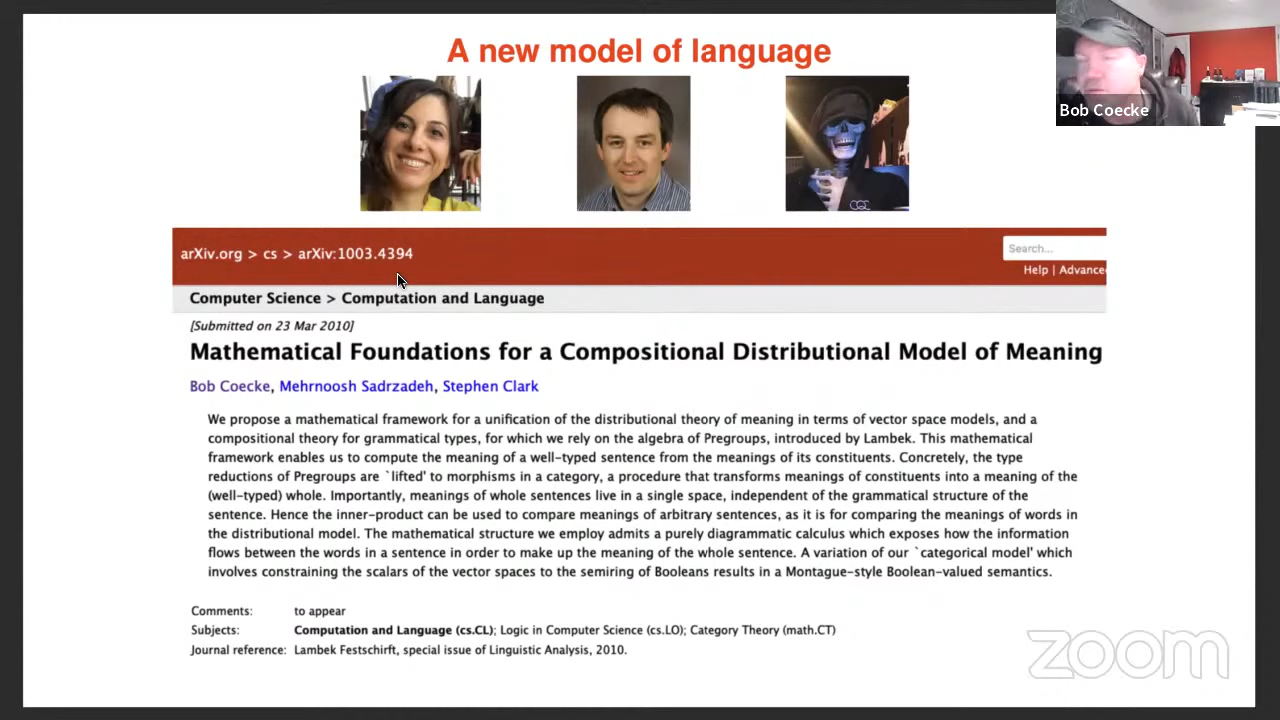 A new model of language
Bob Coecke
CQC
arXiv.org > cs > arXiv:1003.4394
Search...
Help | Advance
Computer Science > Computation and Language
[Submitted on 23 Mar 2010]
Mathematical Foundations for a Compositional Distributional Model of Meaning
Bob Coecke, Mehrnoosh Sadrzadeh, Stephen Clark
We propose a mathematical framework for a unification of the distributional theory of meaning in terms of vector space models, and a
compositional theory for grammatical types, for which we rely on the algebra of Pregroups, introduced by Lambek. This mathematical
framework enables us to compute the meaning of a well-typed sentence from the meanings of its constituents. Concretely, the type
reductions of Pregroups are `lifted' to morphisms in a category, a procedure that transforms meanings of constituents into a meaning of the
(well-typed) whole. Importantly, meanings of whole sentences live in a single space, independent of the grammatical structure of the
sentence. Hence the inner-product can be used to compare meanings of arbitrary sentences, as it is for comparing the meanings of words in
the distributional model. The mathematical structure we employ admits a purely diagrammatic calculus which exposes how the information
flows between the words in a sentence in order to make up the meaning of the whole sentence. A variation of our `categorical model' which
involves constraining the scalars of the vector spaces to the semiring of Booleans results in a Montague-style Boolean-valued semantics.
Comments: to appear
Subjects: Computation and Language (cs.CL); Logic in Computer Science (cs.LO); Category Theory (math.CT)
Journal reference: Lambek Festschirft, special issue of Linguistic Analysis, 2010.
zoom